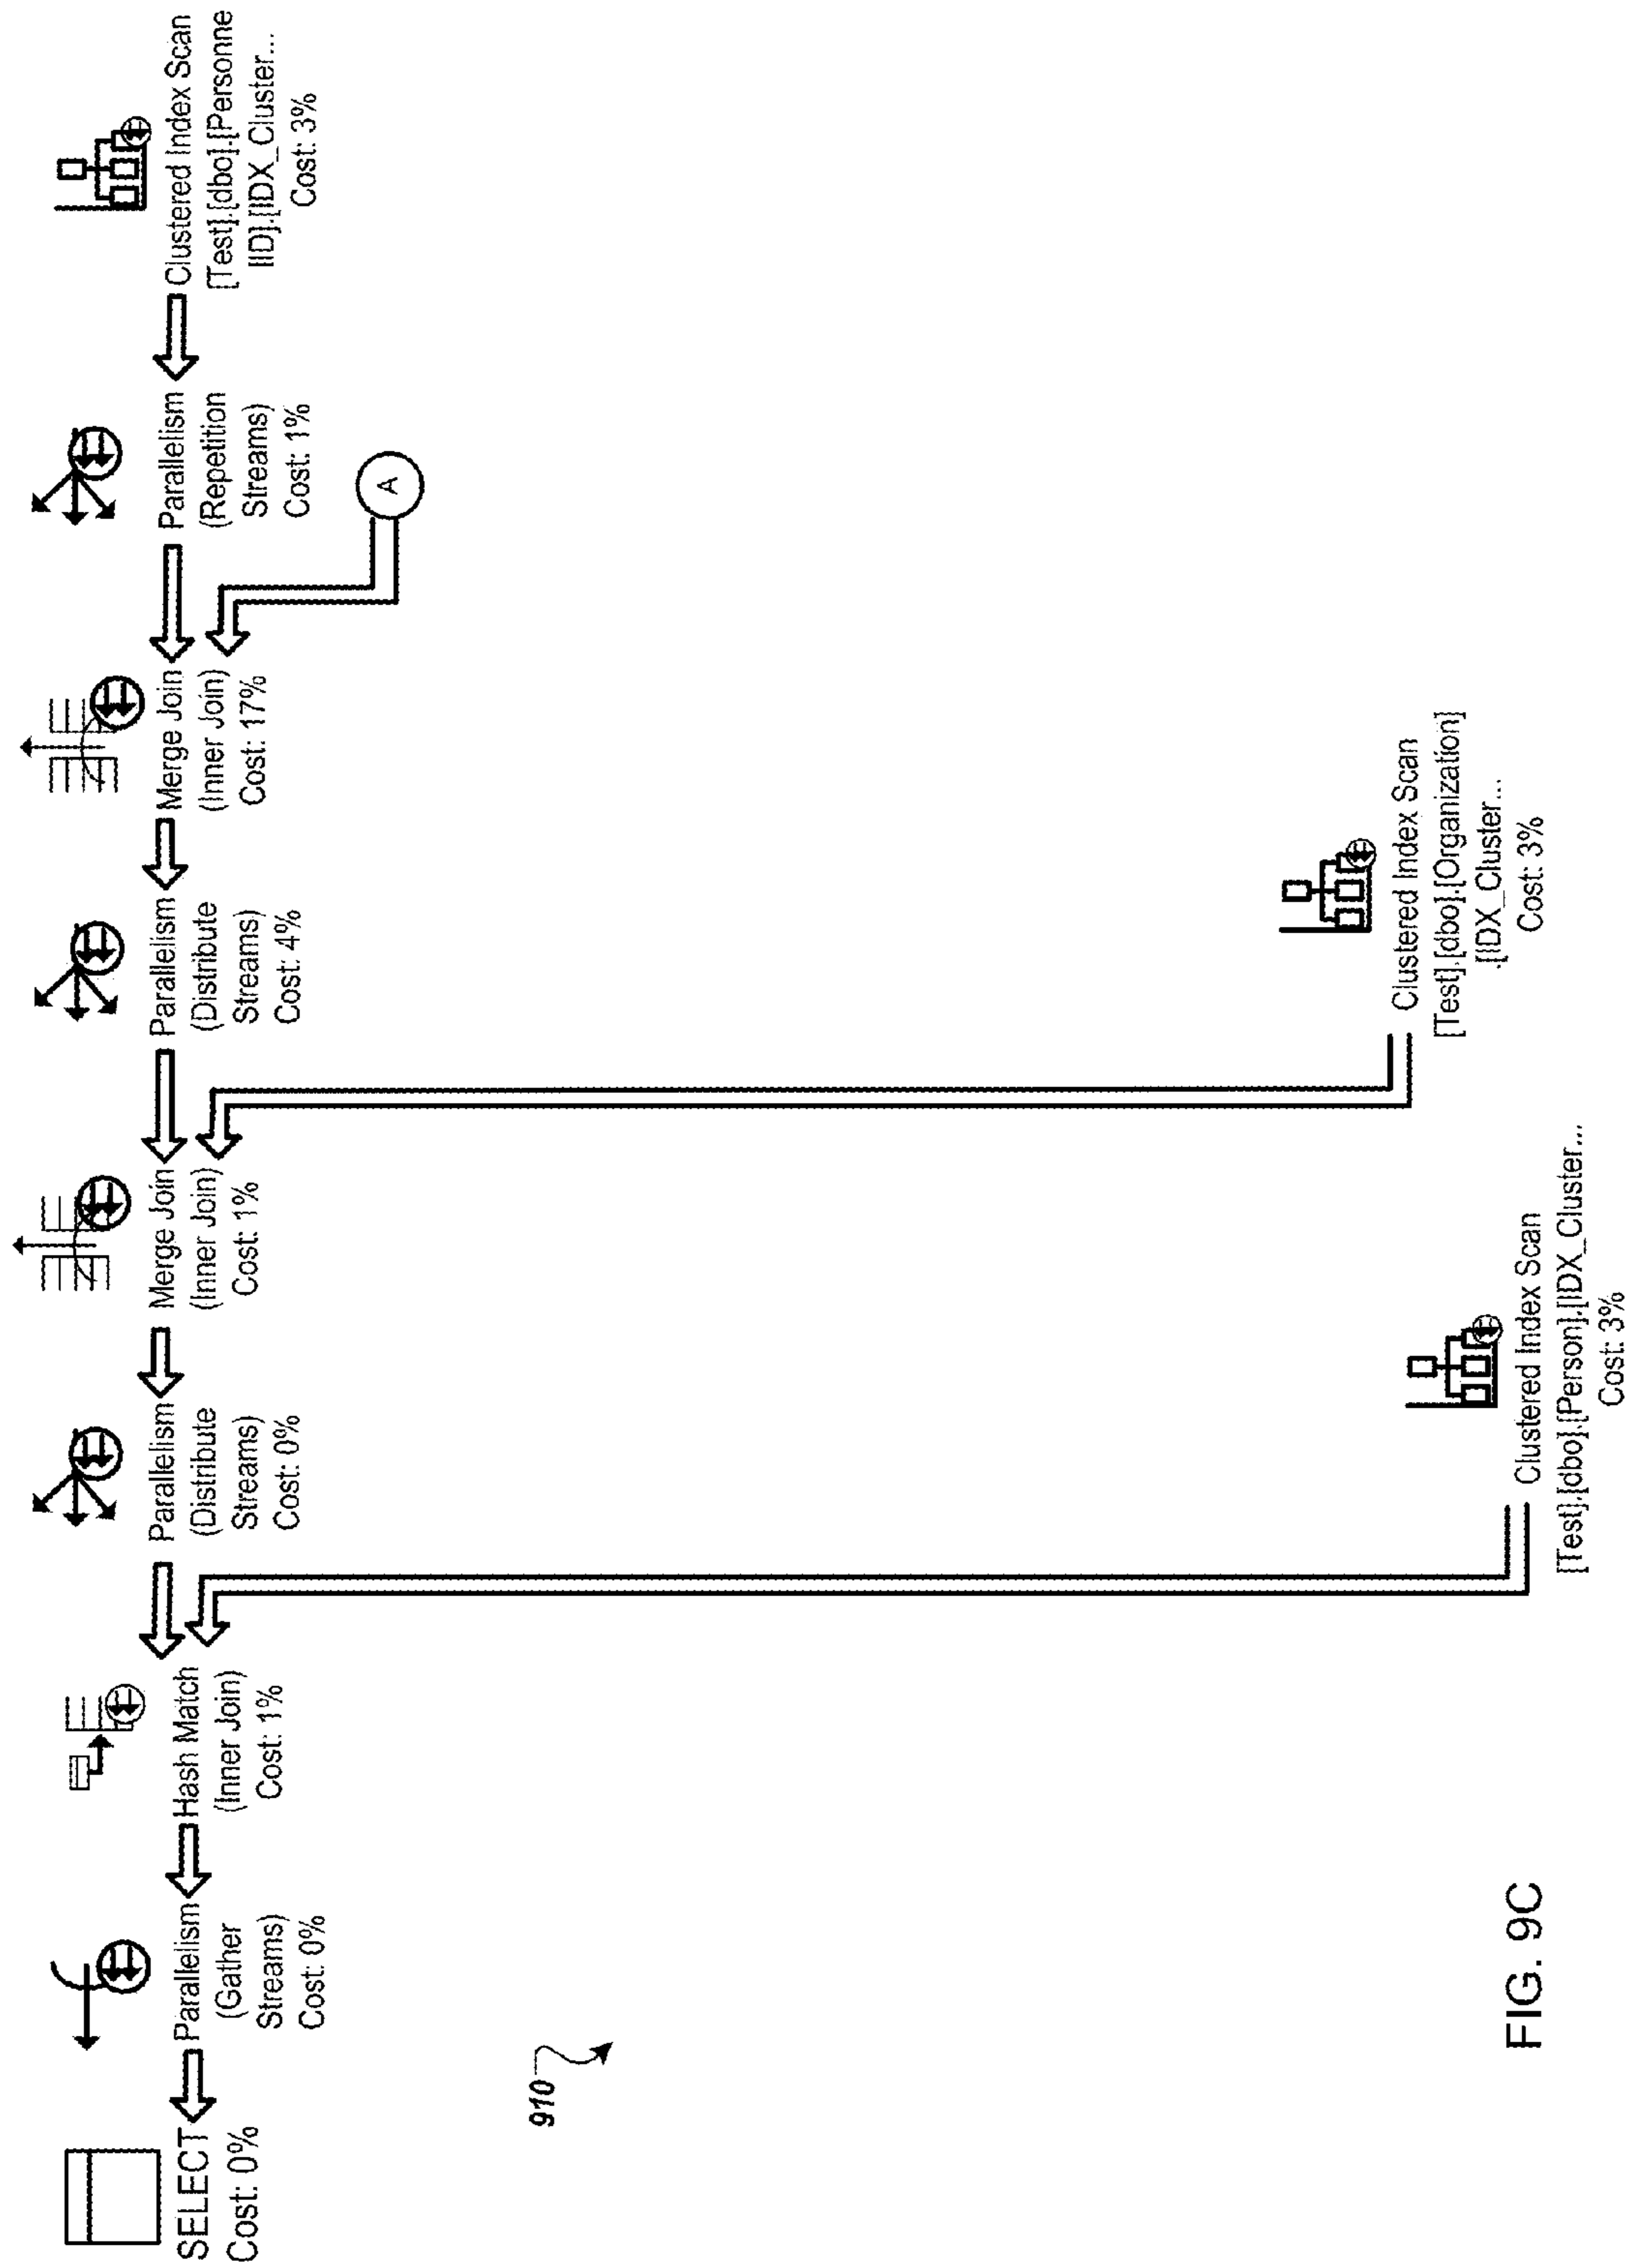 SELECT
Cost: 0%
Parallelism
(Gather
Streams)
Cost: 0%
Hash Match
(Inner Join)
Cost: 1%
Parallelism
(Distribute
Streams)
Cost: 0%
Merge Join
(Inner Join)
Cost: 1%
Parallelism
(Distribute
Streams)
Cost: 4%
Merge Join
(Inner Join)
Cost: 17%
Parallelism
(Repetition
Streams)
Cost: 1%
Clustered Index Scan
[Test].[dbo].[Personne
lID].[IDX_Cluster...
Cost: 3%
A
910
Clustered Index Scan
[Test].[dbo].[Organization]
.[IDX_Cluster...
Cost: 3%
Clustered Index Scan
[Test].[dbo].[Person].[IDX_Cluster...
Cost: 3%
FIG. 9C